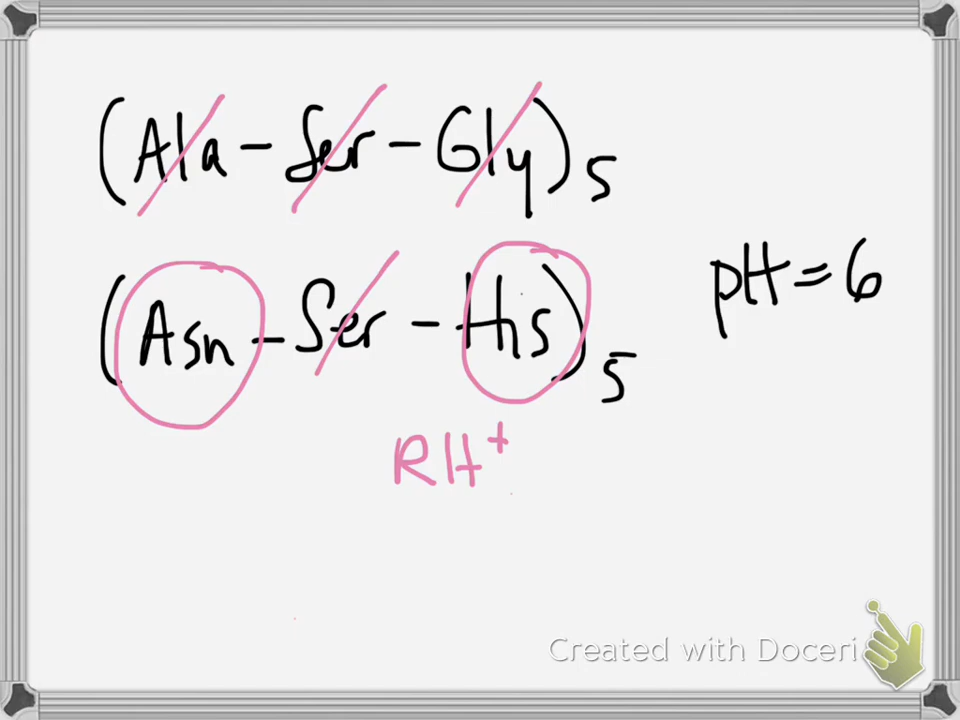 (Ala - Ser - Gly)5
(Asn - Ser - His)5
pH = 6
RH+
Created with Doceri